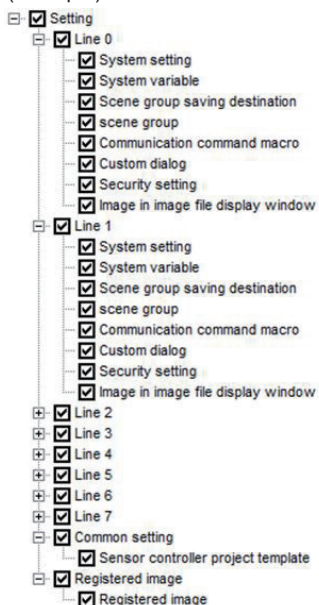 Setting
Line 0
System setting
System variable
Scene group saving destination
scene group
Communication command macro
Custom dialog
Security setting
Image in image file display window
Line 1
System setting
System variable
Scene group saving destination
scene group
Communication command macro
Custom dialog
Security setting
Image in image file display window
Line 2
Line 3
Line 4
Line 5
Line 6
Line 7
Common setting
Sensor controller project template
Registered image
Registered image